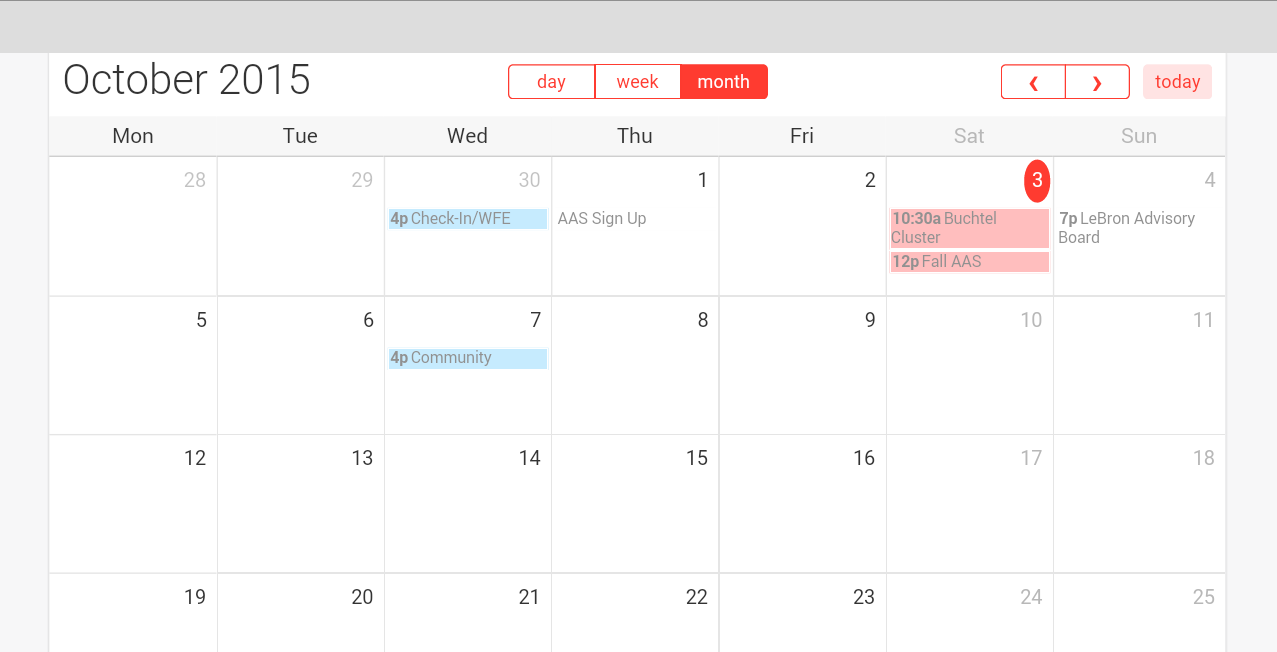 October 2015
day week month
❮ ❯ today
Mon Tue Wed Thu Fri Sat Sun
28 29 30 1 2 3 4
4p Check-In/WFE
AAS Sign Up
10:30a Buchtel
Cluster
12p Fall AAS
7p LeBron Advisory
Board
5 6 7 8 9 10 11
4p Community
12 13 14 15 16 17 18
19 20 21 22 23 24 25